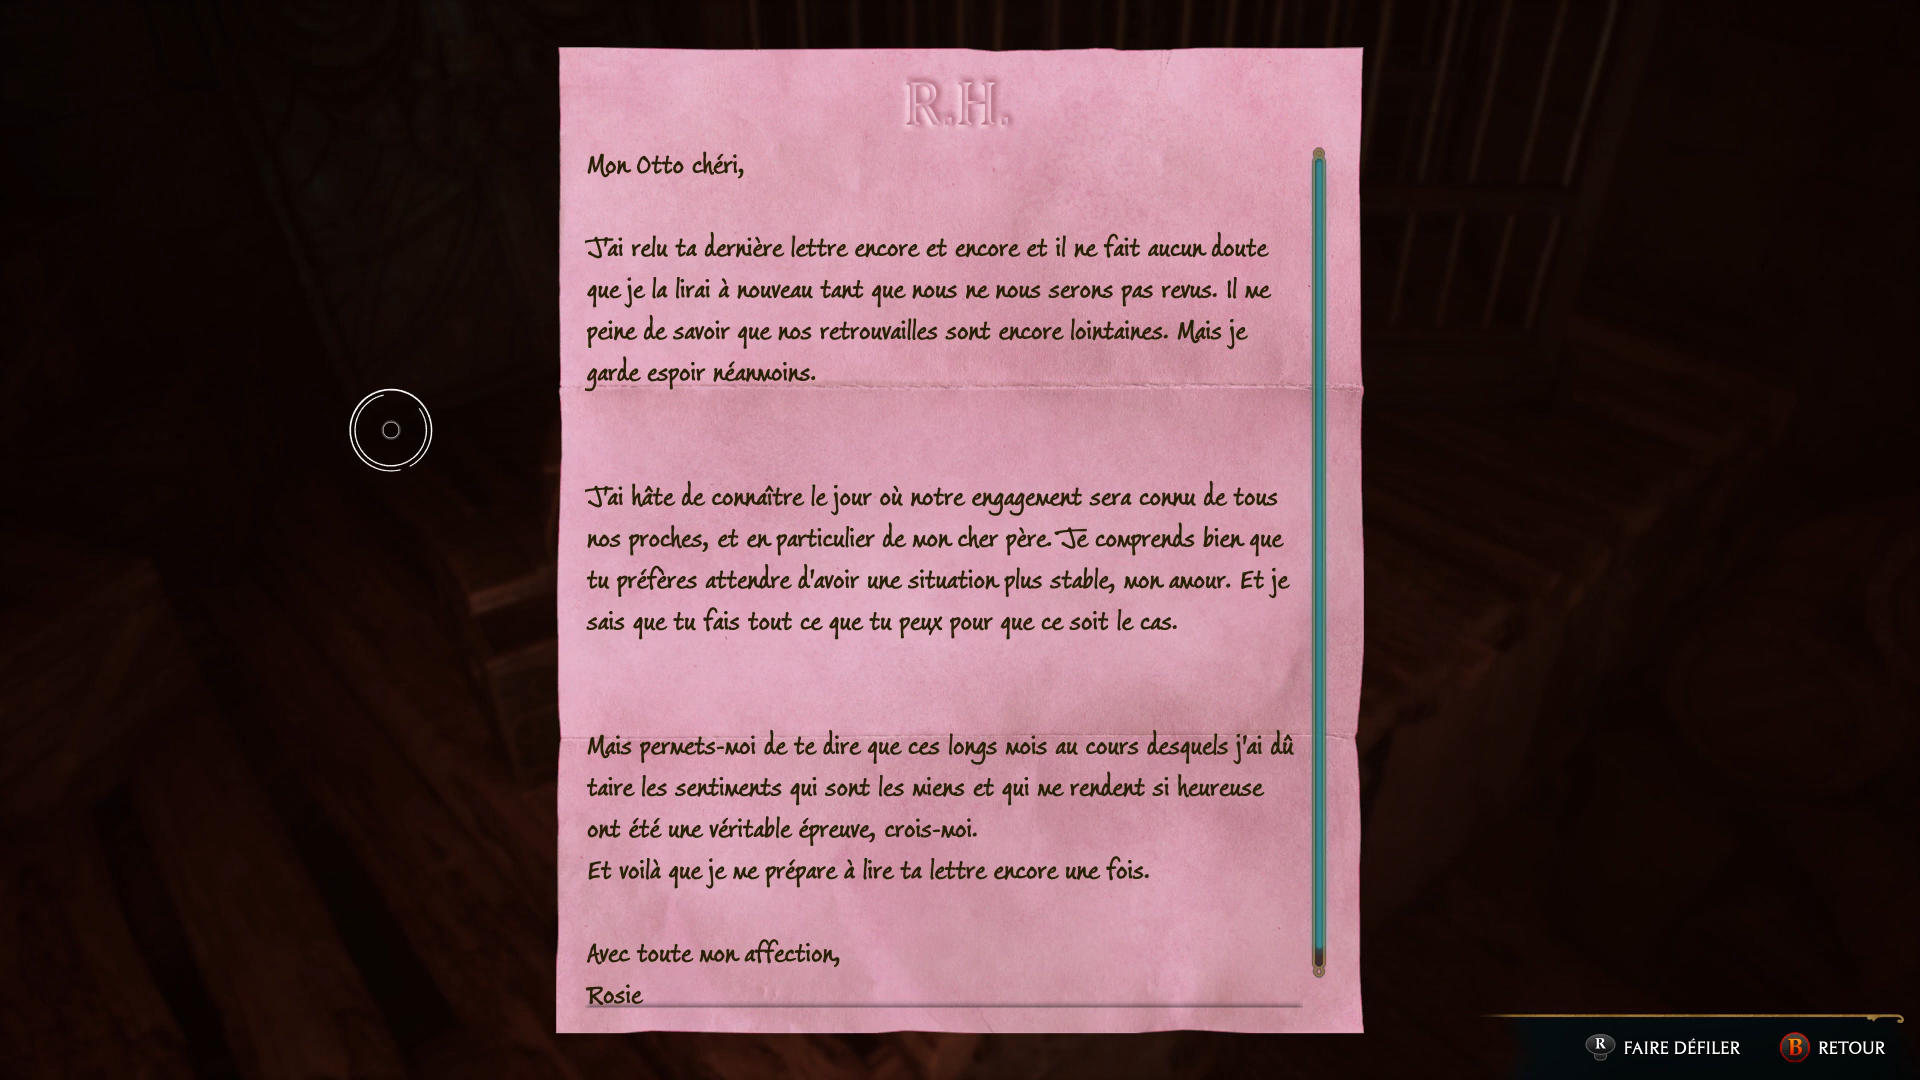 R.H.
Mon Otto chéri,
J'ai relu ta dernière lettre encore et encore et il ne fait aucun doute
que je la lirai à nouveau tant que nous ne nous serons pas revus. Il me
peine de savoir que nos retrouvailles sont encore lointaines. Mais je
garde espoir néanmoins.
J'ai hâte de connaître le jour où notre engagement sera connu de tous
nos proches, et en particulier de mon cher père. Je comprends bien que
tu préfères attendre d'avoir une situation plus stable, mon amour. Et je
sais que tu fais tout ce que tu peux pour que ce soit le cas.
Mais permets-moi de te dire que ces longs mois au cours desquels j'ai dû
taire les sentiments qui sont les miens et qui me rendent si heureuse
ont été une véritable épreuve, crois-moi.
Et voilà que je me prépare à lire ta lettre encore une fois.
Avec toute mon affection,
Rosie
R FAIRE DÉFILER B RETOUR